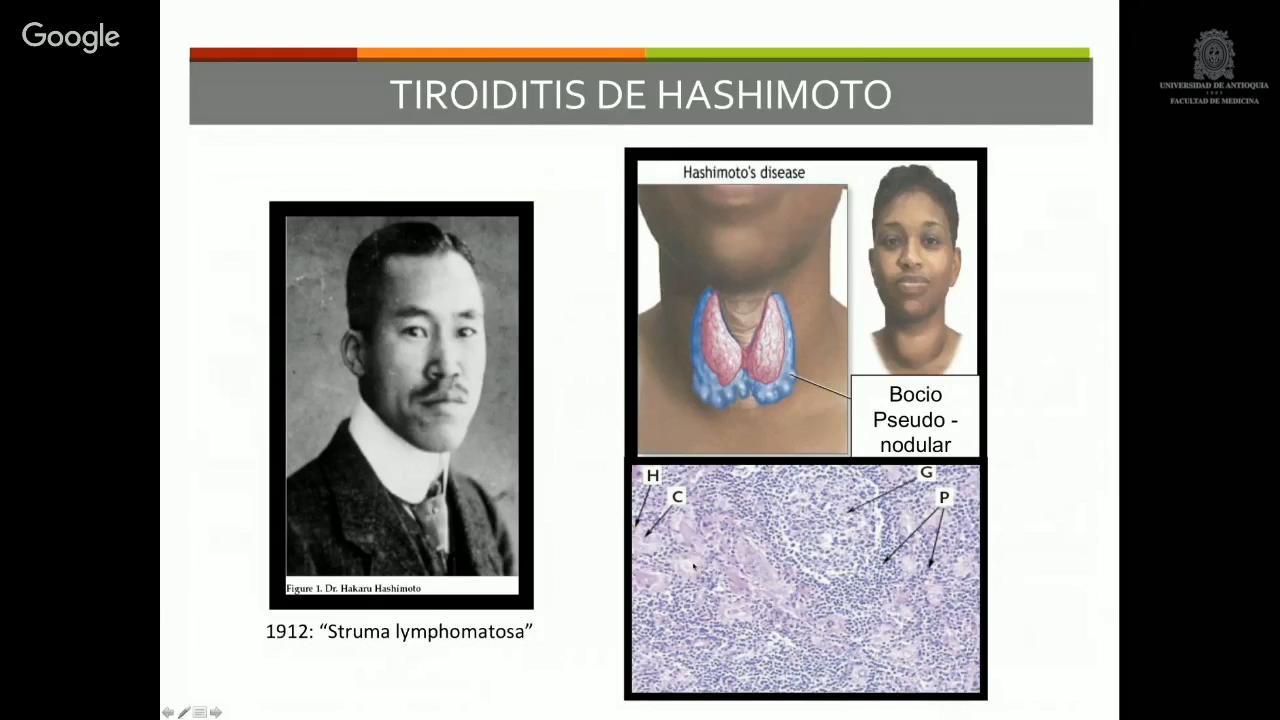 Google
UNIVERSIDAD DE ANTIOQUIA
1803
FACULTAD DE MEDICINA
TIROIDITIS DE HASHIMOTO
Figure 1. Dr. Hakaru Hashimoto
1912: “Struma lymphomatosa”
Hashimoto's disease
Bocio
Pseudo -
nodular
H
C
G
P